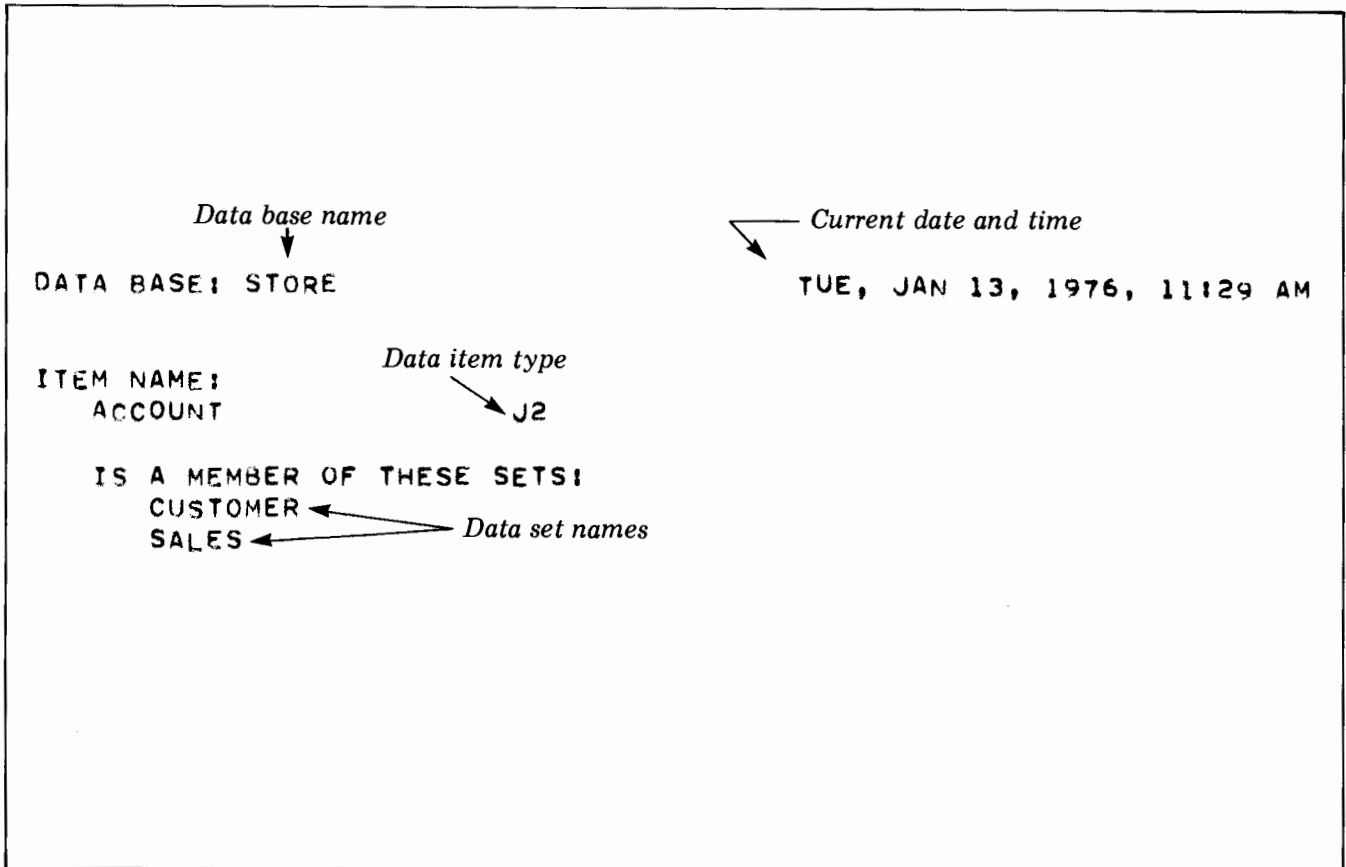 Data base name
Current date and time
DATA BASE: STORE
TUE, JAN 13, 1976, 11:29 AM
Data item type
ITEM NAME:
ACCOUNT J2
IS A MEMBER OF THESE SETS:
CUSTOMER
Data set names
SALES